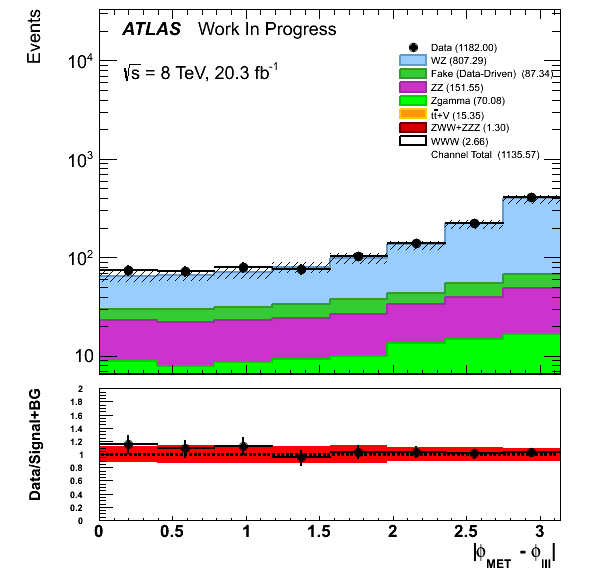 Events
ATLAS Work In Progress
√s = 8 TeV, 20.3 fb⁻¹
Data (1182.00)
WZ (807.29)
Fake (Data-Driven) (87.34)
ZZ (151.55)
Zgamma (70.08)
tt̄+V (15.35)
ZWW+ZZZ (1.30)
WWW (2.66)
Channel Total (1135.57)
10⁴
10³
10²
10
Data/Signal+BG
2
1.8
1.6
1.4
1.2
1
0.8
0.6
0.4
0.2
0
0 0.5 1 1.5 2 2.5 3
|ϕ_MET - ϕ_lll|